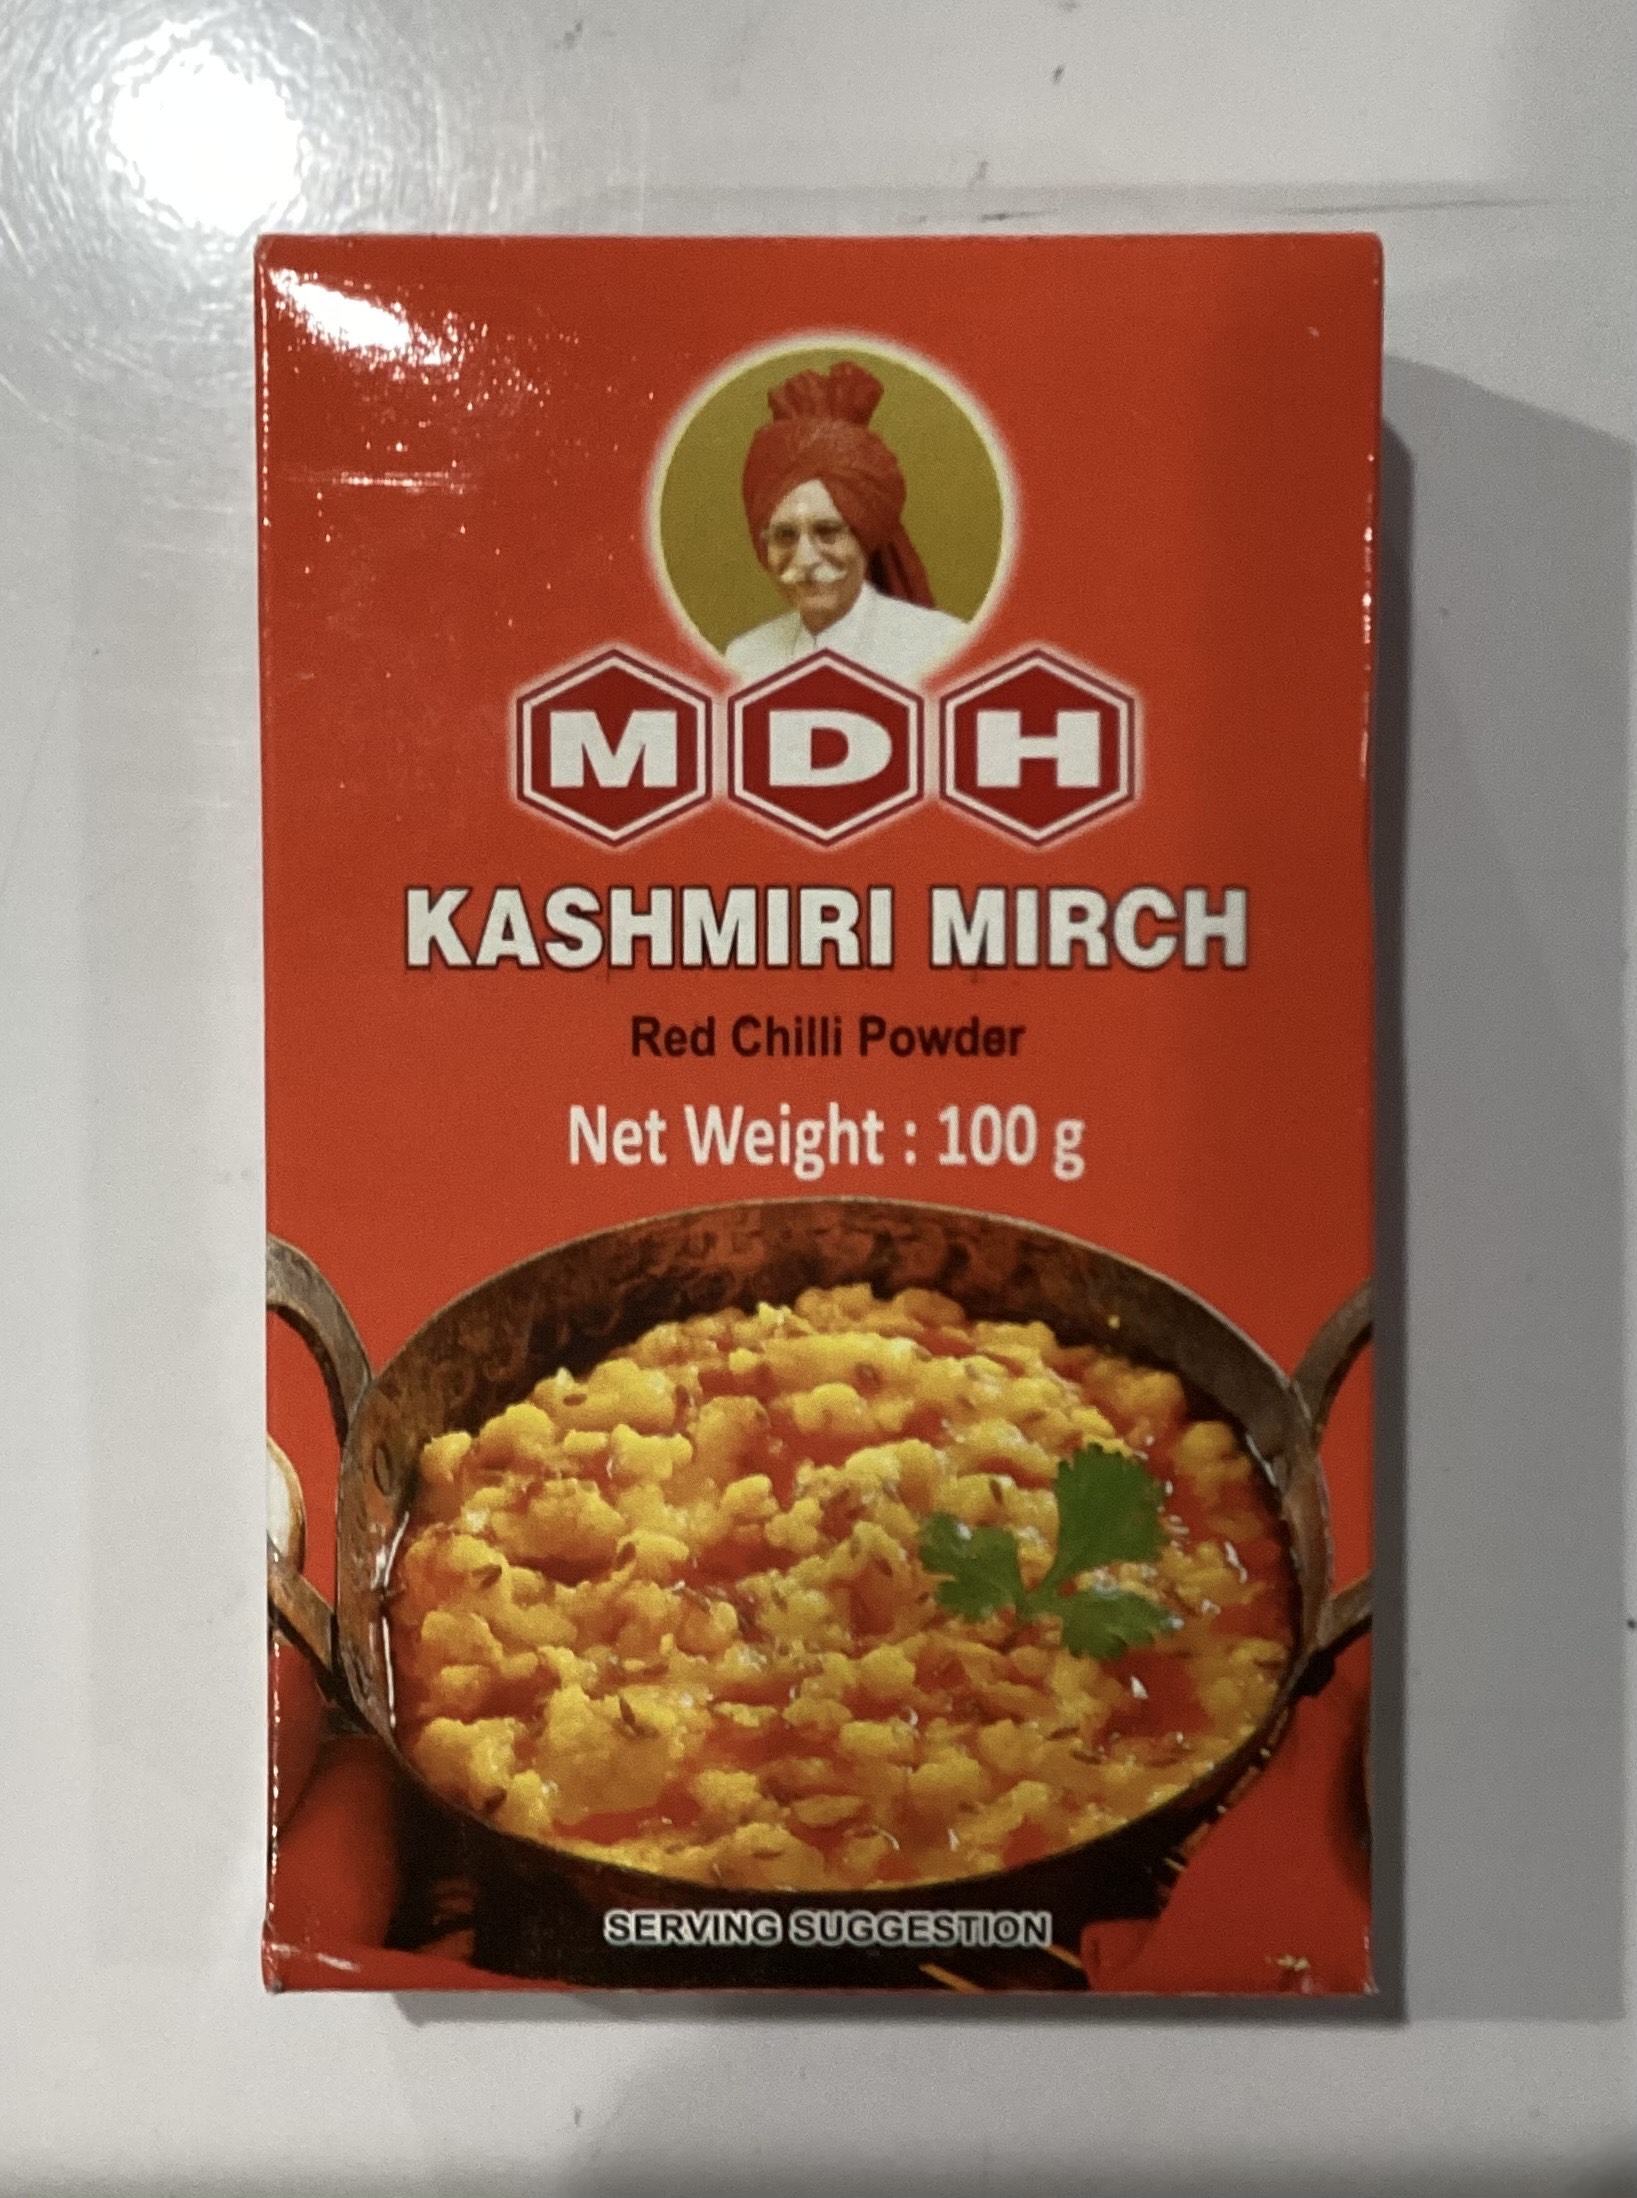 MDH
KASHMIRI MIRCH
Red Chilli Powder
Net Weight : 100 g
SERVING SUGGESTION